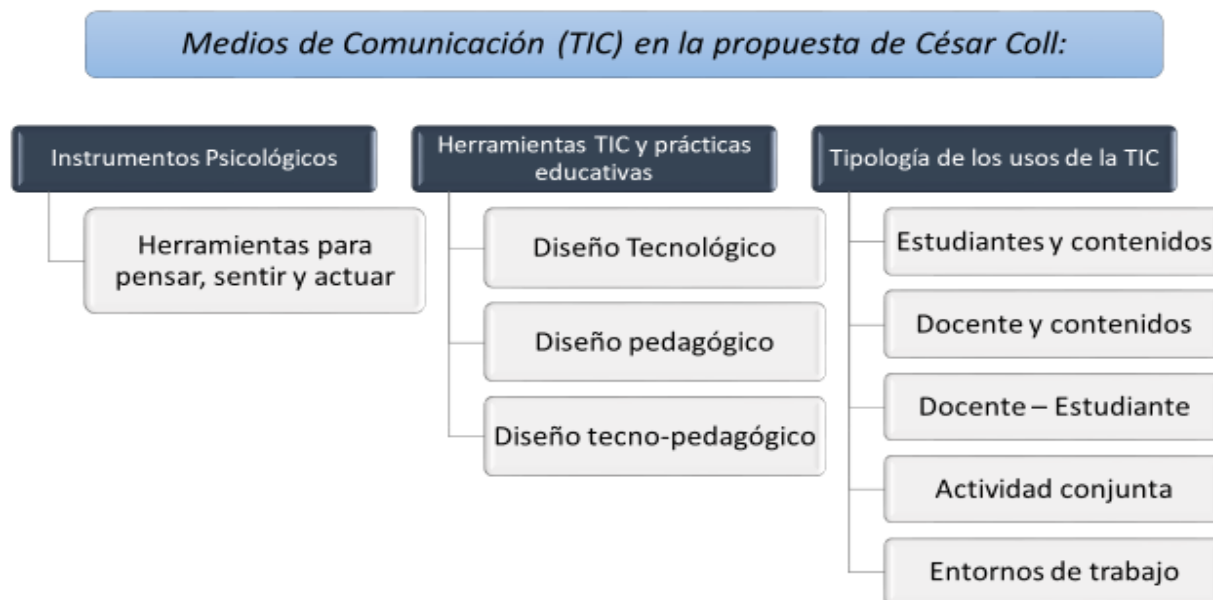 Medios de Comunicación (TIC) en la propuesta de César Coll:
Instrumentos Psicológicos
Herramientas para
pensar, sentir y actuar
Herramientas TIC y prácticas
educativas
Diseño Tecnológico
Diseño pedagógico
Diseño tecno-pedagógico
Tipología de los usos de la TIC
Estudiantes y contenidos
Docente y contenidos
Docente – Estudiante
Actividad conjunta
Entornos de trabajo